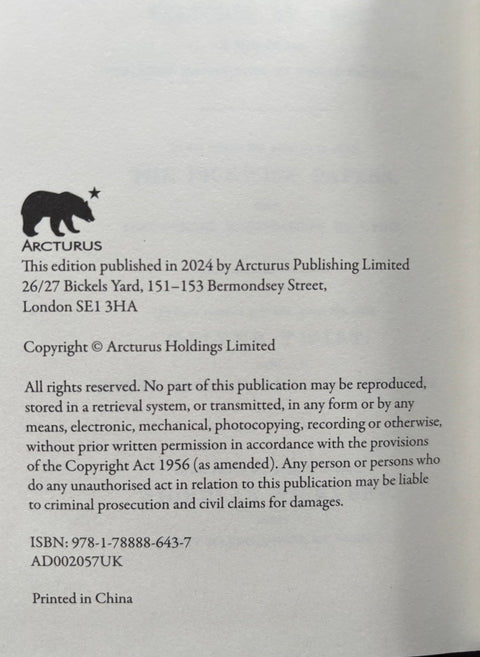 ARCTURUS
This edition published in 2024 by Arcturus Publishing Limited
26/27 Bickels Yard, 151–153 Bermondsey Street,
London SE1 3HA
Copyright © Arcturus Holdings Limited
All rights reserved. No part of this publication may be reproduced,
stored in a retrieval system, or transmitted, in any form or by any
means, electronic, mechanical, photocopying, recording or otherwise,
without prior written permission in accordance with the provisions
of the Copyright Act 1956 (as amended). Any person or persons who
do any unauthorised act in relation to this publication may be liable
to criminal prosecution and civil claims for damages.
ISBN: 978-1-78888-643-7
AD002057UK
Printed in China